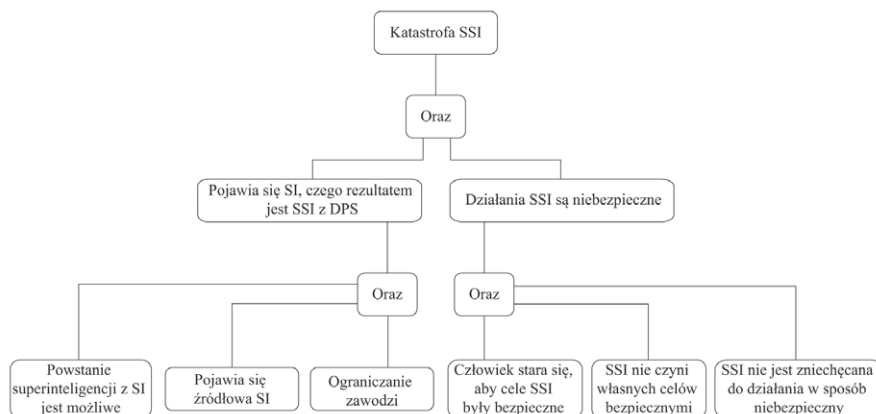 Katastrofa SSI
Oraz
Pojawia się SI, czego rezultatem
jest SSI z DPS
Działania SSI są niebezpieczne
Oraz
Oraz
Powstanie
superinteligencji z SI
jest możliwe
Pojawia się
źródłowa SI
Ograniczanie
zawodzi
Człowiek stara się,
aby cele SSI
były bezpieczne
SSI nie czyni
własnych celów
bezpiecznymi
SSI nie jest zniechęcana
do działania w sposób
niebezpieczny